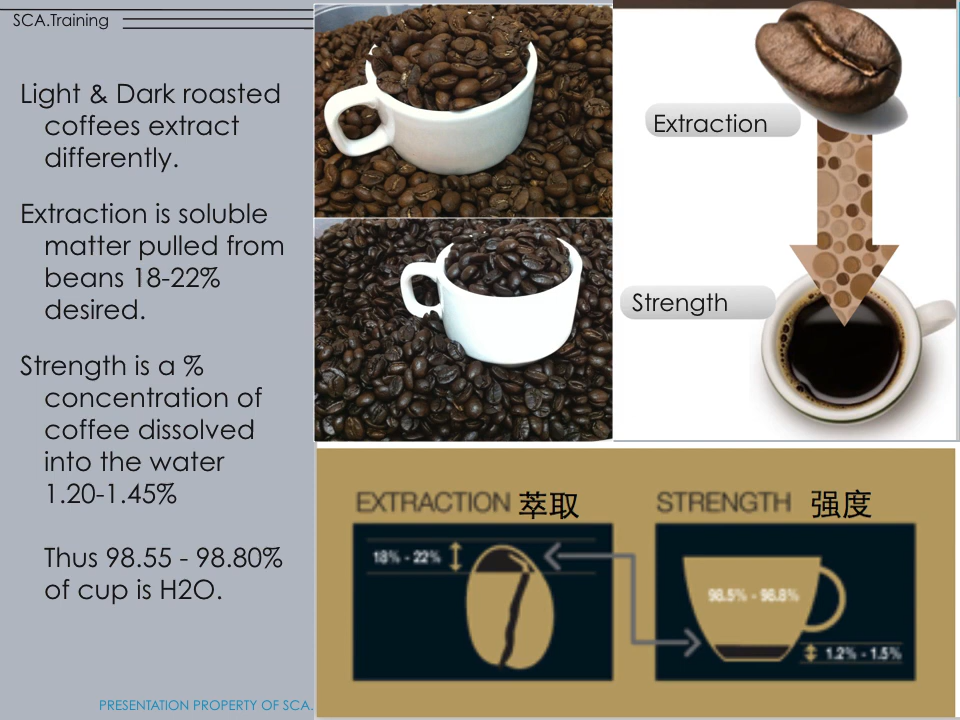 SCA.Training
Light & Dark roasted
coffees extract
differently.
Extraction is soluble
matter pulled from
beans 18-22%
desired.
Strength is a %
concentration of
coffee dissolved
into the water
1.20-1.45%
Thus 98.55 - 98.80%
of cup is H2O.
PRESENTATION PROPERTY OF SCA.
Extraction
Strength
EXTRACTION 萃取
18% - 22%
STRENGTH 强度
98.5% - 98.8%
1.2% - 1.5%